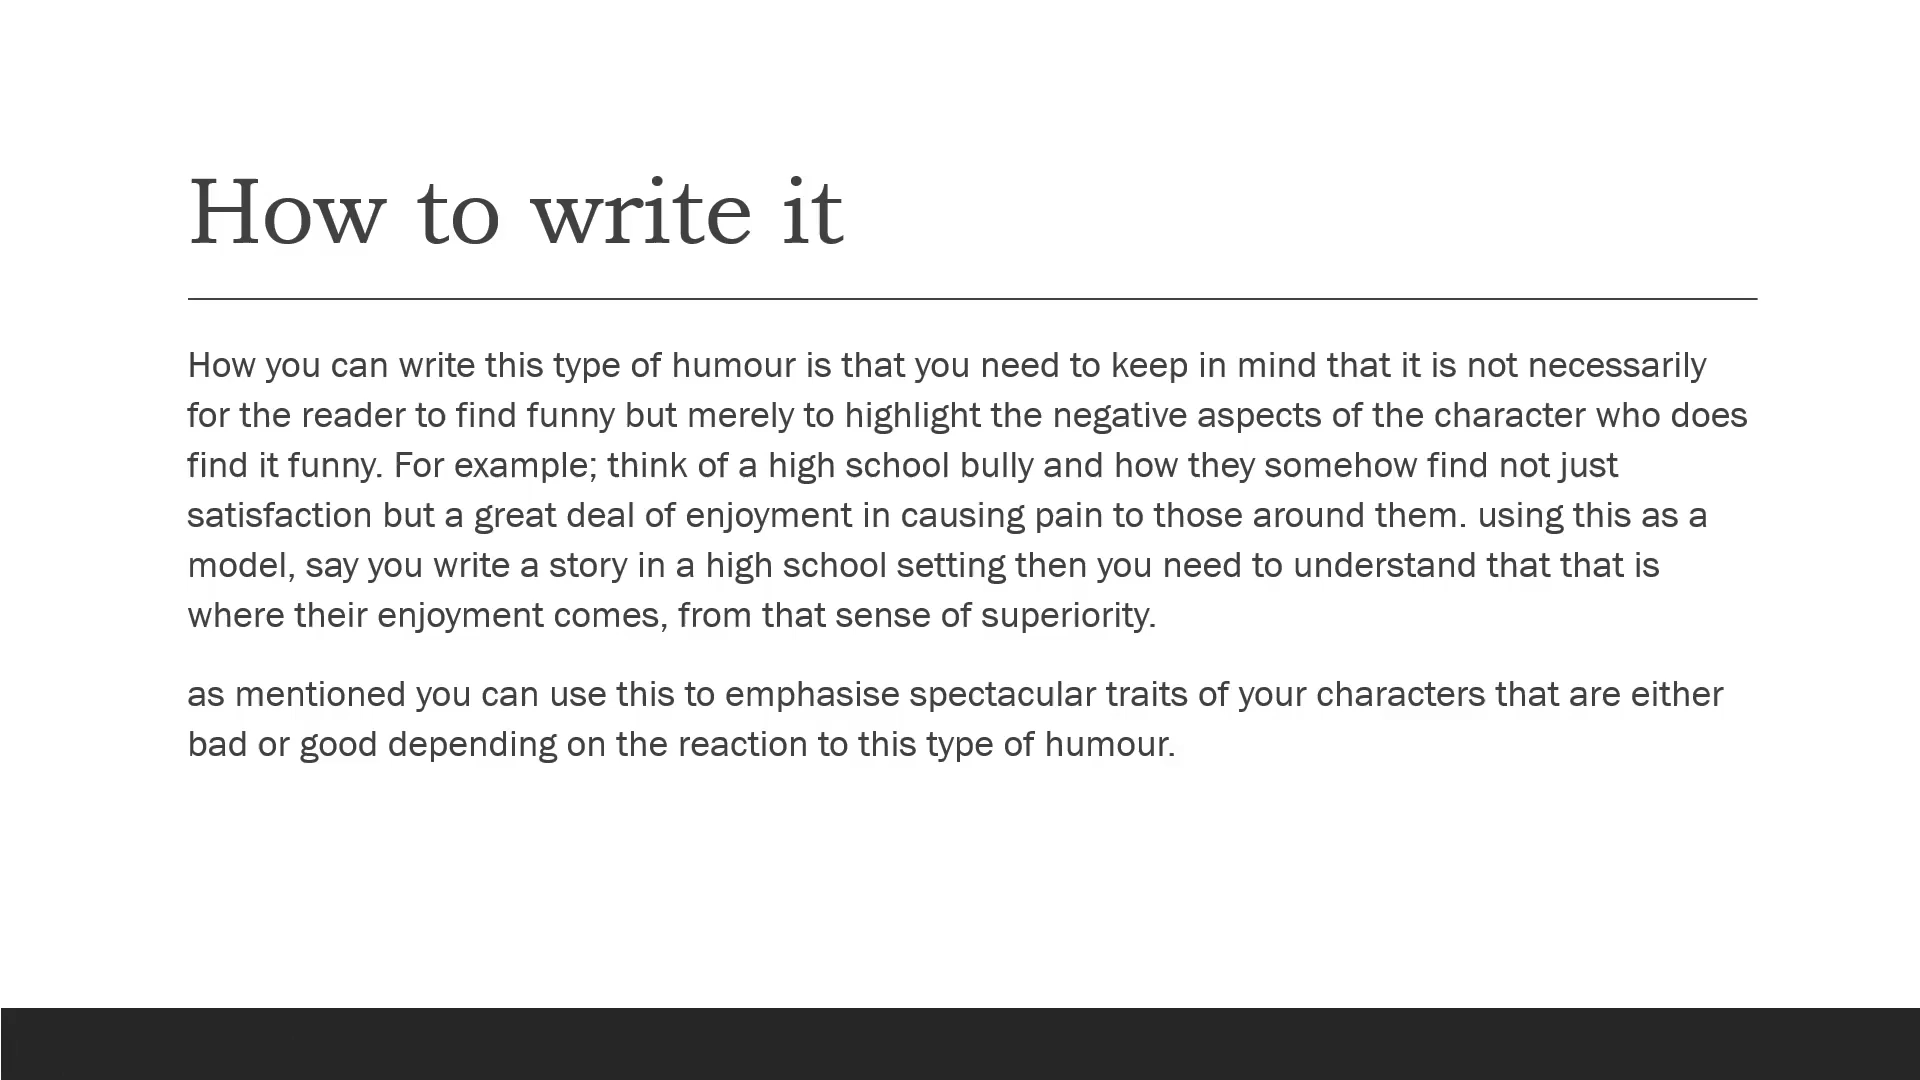 How to write it
How you can write this type of humour is that you need to keep in mind that it is not necessarily
for the reader to find funny but merely to highlight the negative aspects of the character who does
find it funny. For example; think of a high school bully and how they somehow find not just
satisfaction but a great deal of enjoyment in causing pain to those around them. using this as a
model, say you write a story in a high school setting then you need to understand that that is
where their enjoyment comes, from that sense of superiority.
as mentioned you can use this to emphasise spectacular traits of your characters that are either
bad or good depending on the reaction to this type of humour.